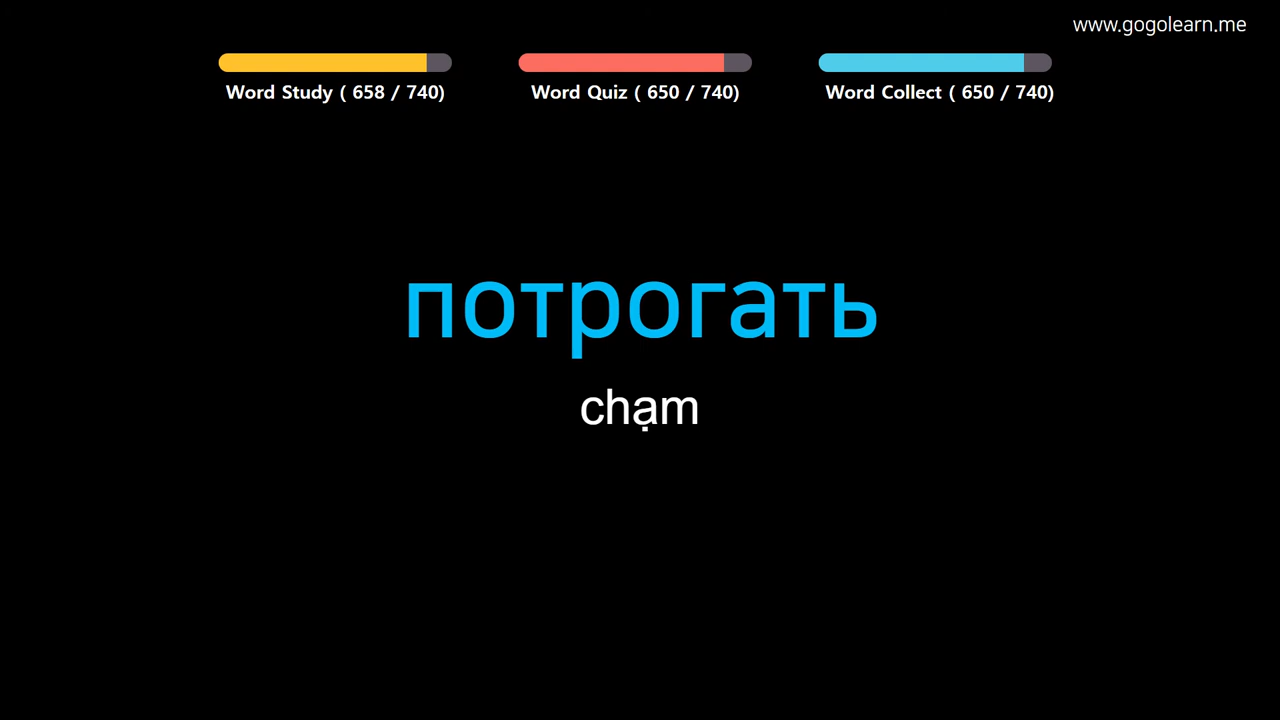 www.gogolearn.me
Word Study ( 658 / 740)
Word Quiz ( 650 / 740)
Word Collect ( 650 / 740)
потрогать
chạm